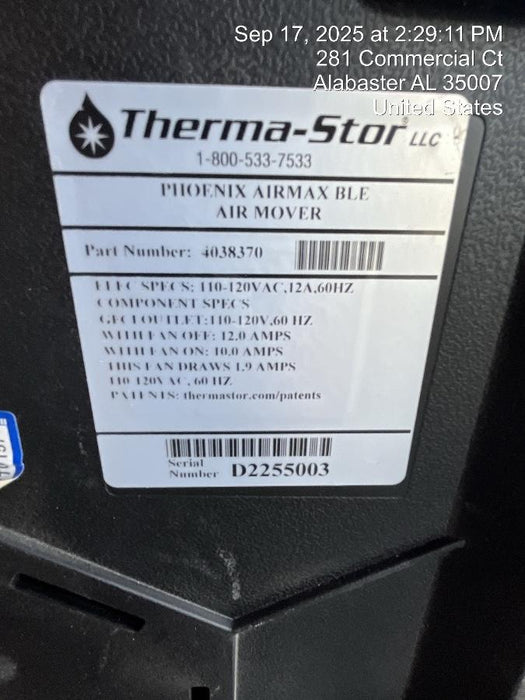 Sep 17, 2025 at 2:29:11 PM
281 Commercial Ct
Alabaster AL 35007
United States
Therma-Stor LLC
1-800-533-7533
PHOENIX AIRMAX BLE
AIR MOVER
Part Number: 4038370
ELEC SPECS: 110-120VAC,12A,60HZ
COMPONENT SPECS
GFCI OUTLET:110-120V,60 HZ
WITH FAN OFF: 12.0 AMPS
WITH FAN ON: 10.0 AMPS
THIS FAN DRAWS 1.9 AMPS
110-120V AC, 60 HZ
PATENTS: thermastor.com/patents
Serial
Number D2255003